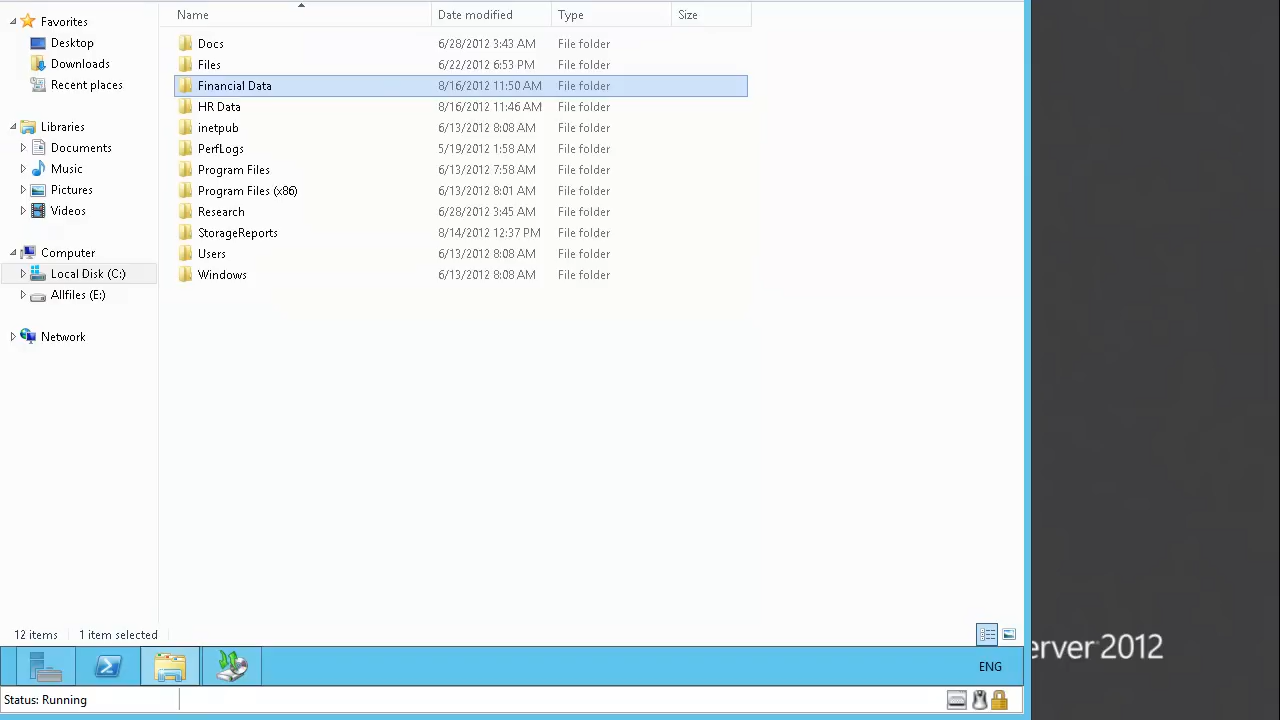 Name Date modified Type Size
Favorites
Desktop
Downloads
Recent places
Libraries
Documents
Music
Pictures
Videos
Computer
Local Disk (C:)
Allfiles (E:)
Network
Docs 6/28/2012 3:43 AM File folder
Files 6/22/2012 6:53 PM File folder
Financial Data 8/16/2012 11:50 AM File folder
HR Data 8/16/2012 11:46 AM File folder
inetpub 6/13/2012 8:08 AM File folder
PerfLogs 5/19/2012 1:58 AM File folder
Program Files 6/13/2012 7:58 AM File folder
Program Files (x86) 6/13/2012 8:01 AM File folder
Research 6/28/2012 3:45 AM File folder
StorageReports 8/14/2012 12:37 PM File folder
Users 6/13/2012 8:08 AM File folder
Windows 6/13/2012 8:08 AM File folder
12 items 1 item selected
ENG
erver 2012
Status: Running